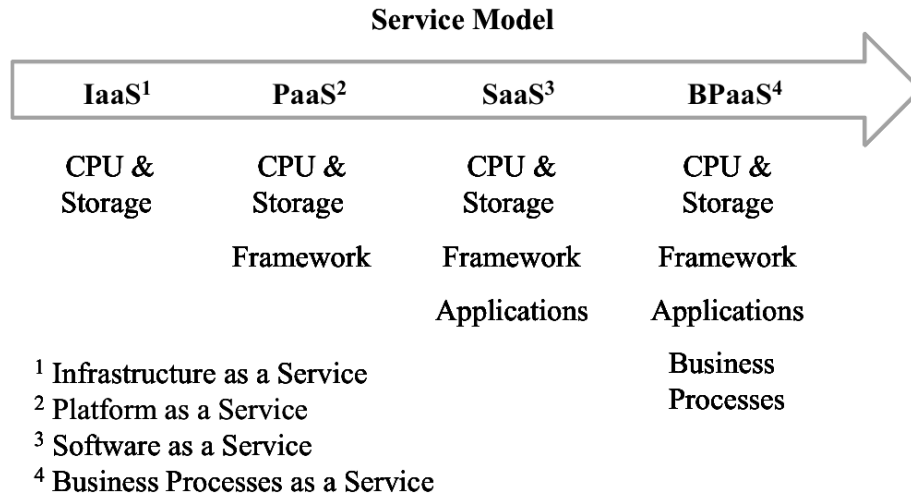 Service Model
IaaS¹ PaaS² SaaS³ BPaaS⁴
CPU & CPU & CPU & CPU &
Storage Storage Storage Storage
Framework Framework Framework
Applications Applications
Business
Processes
¹ Infrastructure as a Service
² Platform as a Service
³ Software as a Service
⁴ Business Processes as a Service